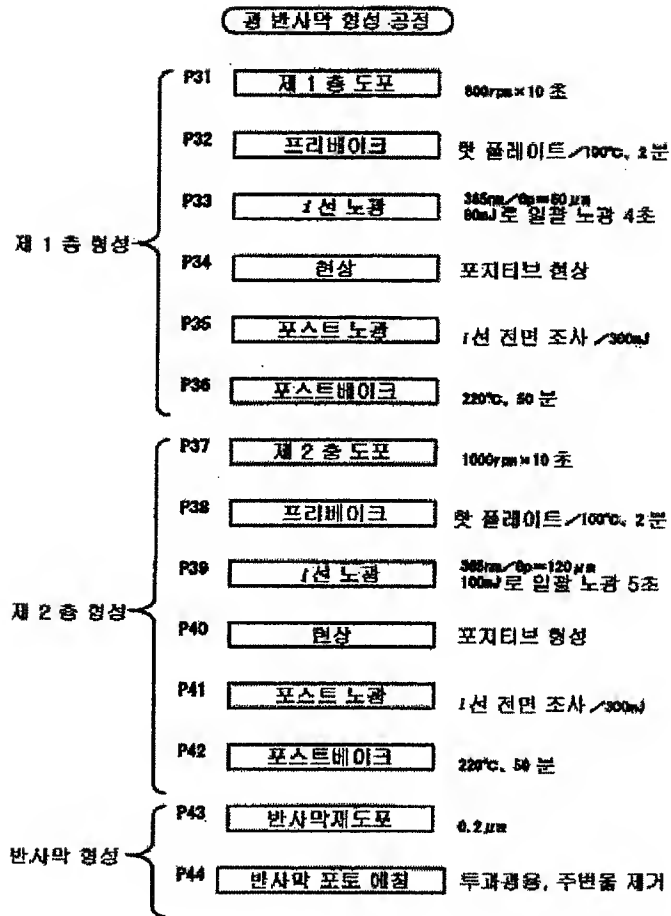 광 반사막 형성 공정
제 1 층 형성
P31 제 1 층 도포 800rpm×10 초
P32 프리베이크 핫 플레이트/100℃, 2 분
P33 i 선 노광 365nm/Gp=60μm
80mJ로 일괄 노광 4초
P34 현상 포지티브 현상
P35 포스트 노광 i선 전면 조사/300mJ
P36 포스트베이크 220℃, 50 분
제 2 층 형성
P37 제 2 층 도포 1000rpm×10 초
P38 프리베이크 핫 플레이트/100℃, 2 분
P39 i선 노광 365nm/Gp=120μm
100mJ로 일괄 노광 5초
P40 현상 포지티브 형성
P41 포스트 노광 i선 전면 조사/300mJ
P42 포스트베이크 220℃, 50 분
반사막 형성
P43 반사막재도포 0.2μm
P44 반사막 포토 에칭 투과광용, 주변물 제거